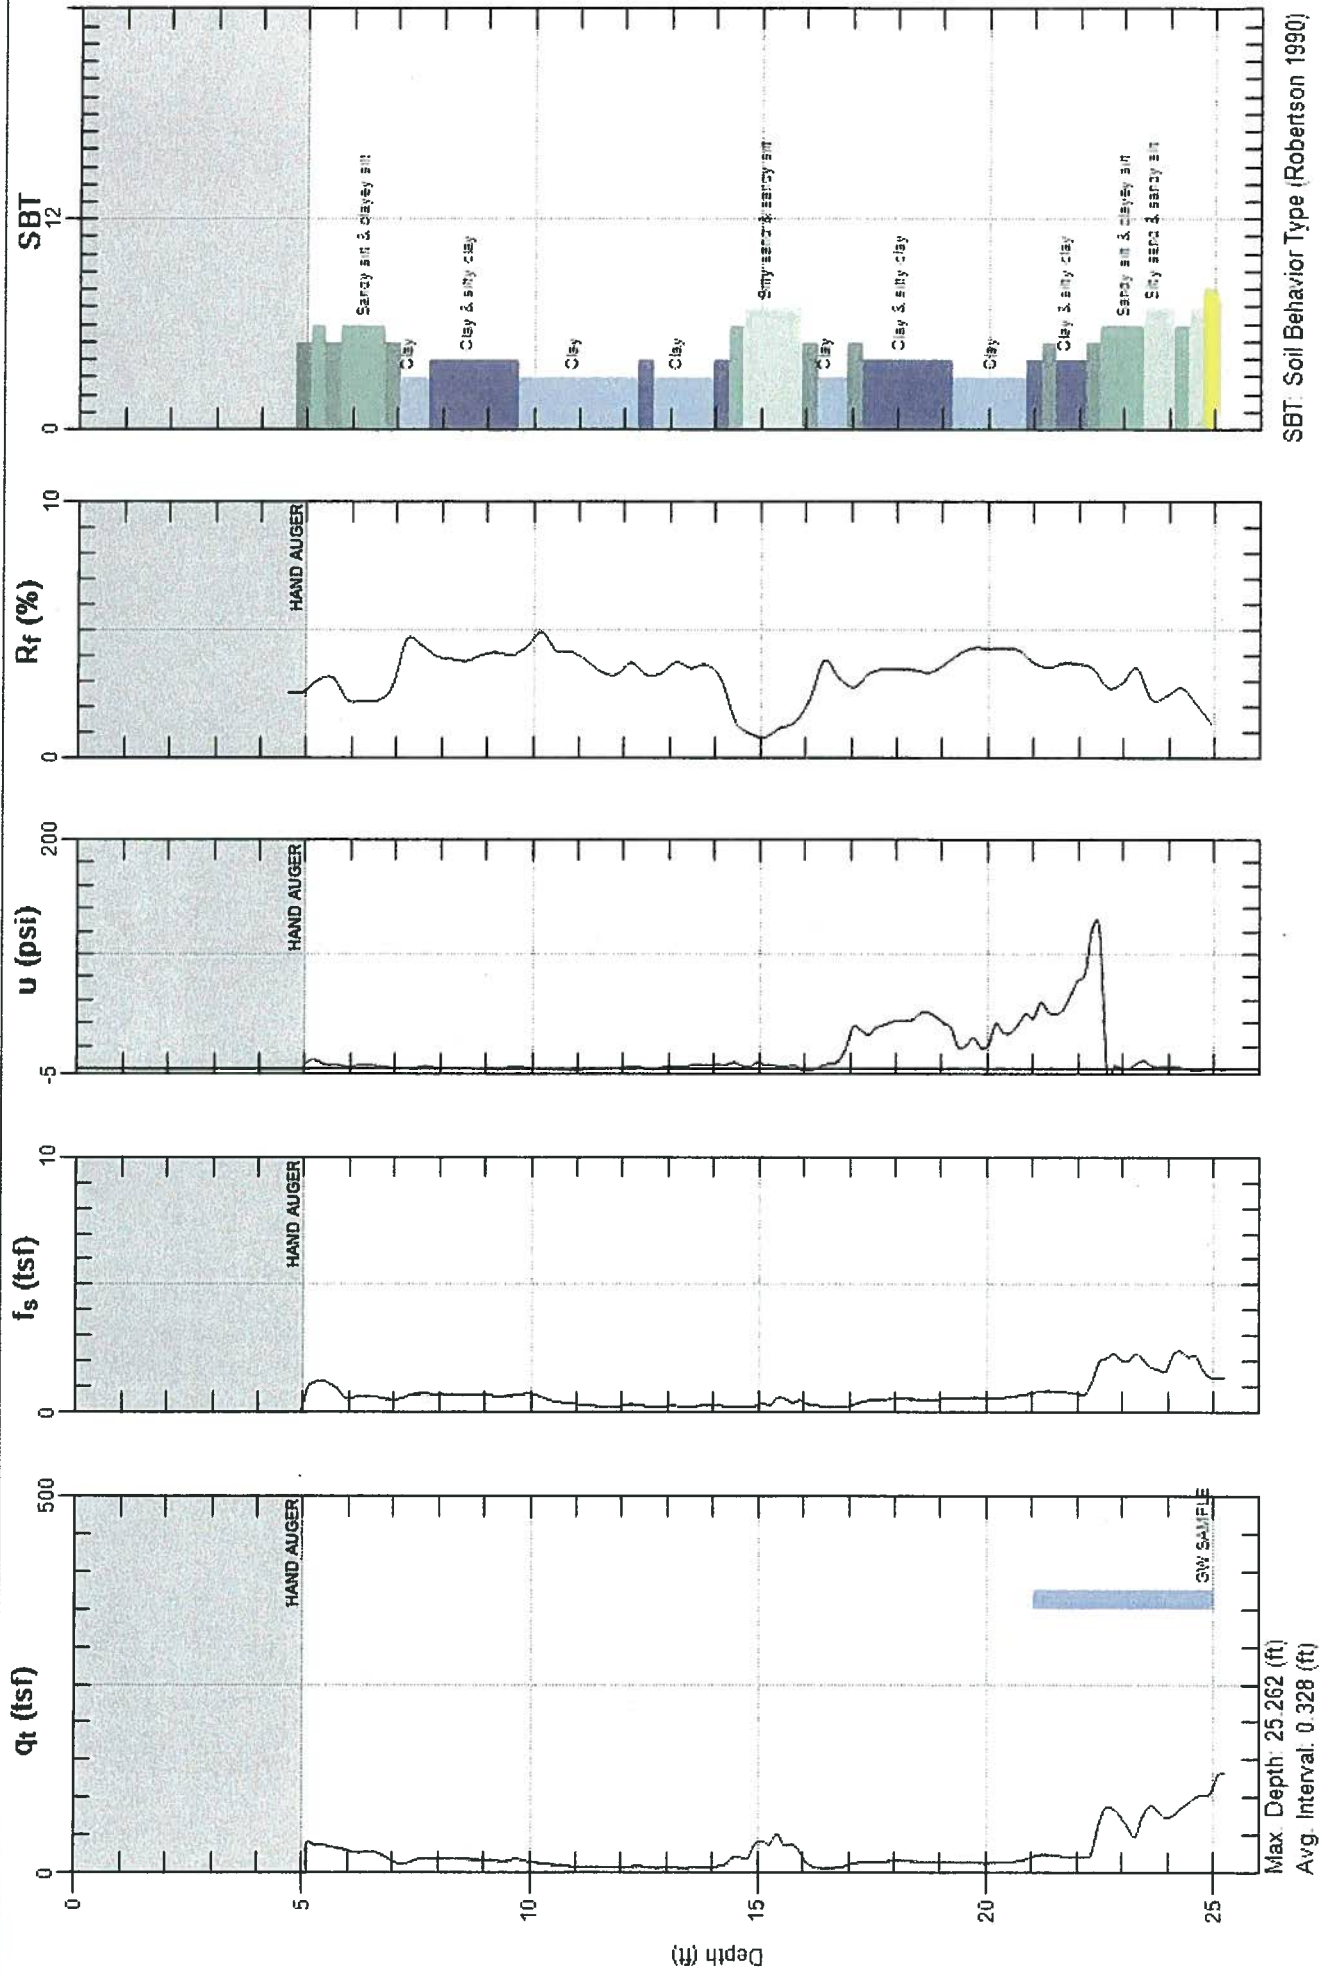 qt (tsf)
fs (tsf)
u (psi)
Rf (%)
SBT
0
500
0
10
-5
200
0
10
0
12
0
5
10
15
20
25
Depth (ft)
HAND AUGER
HAND AUGER
HAND AUGER
HAND AUGER
GW SAMPLE
Sandy silt & clayey silt
Clay
Clay & silty clay
Clay
Clay
Silty sand & sandy silt
Clay
Clay & silty clay
Clay
Clay & silty clay
Sandy silt & clayey silt
Silty sand & sandy silt
Max. Depth: 25.262 (ft)
Avg. Interval: 0.328 (ft)
SBT: Soil Behavior Type (Robertson 1990)